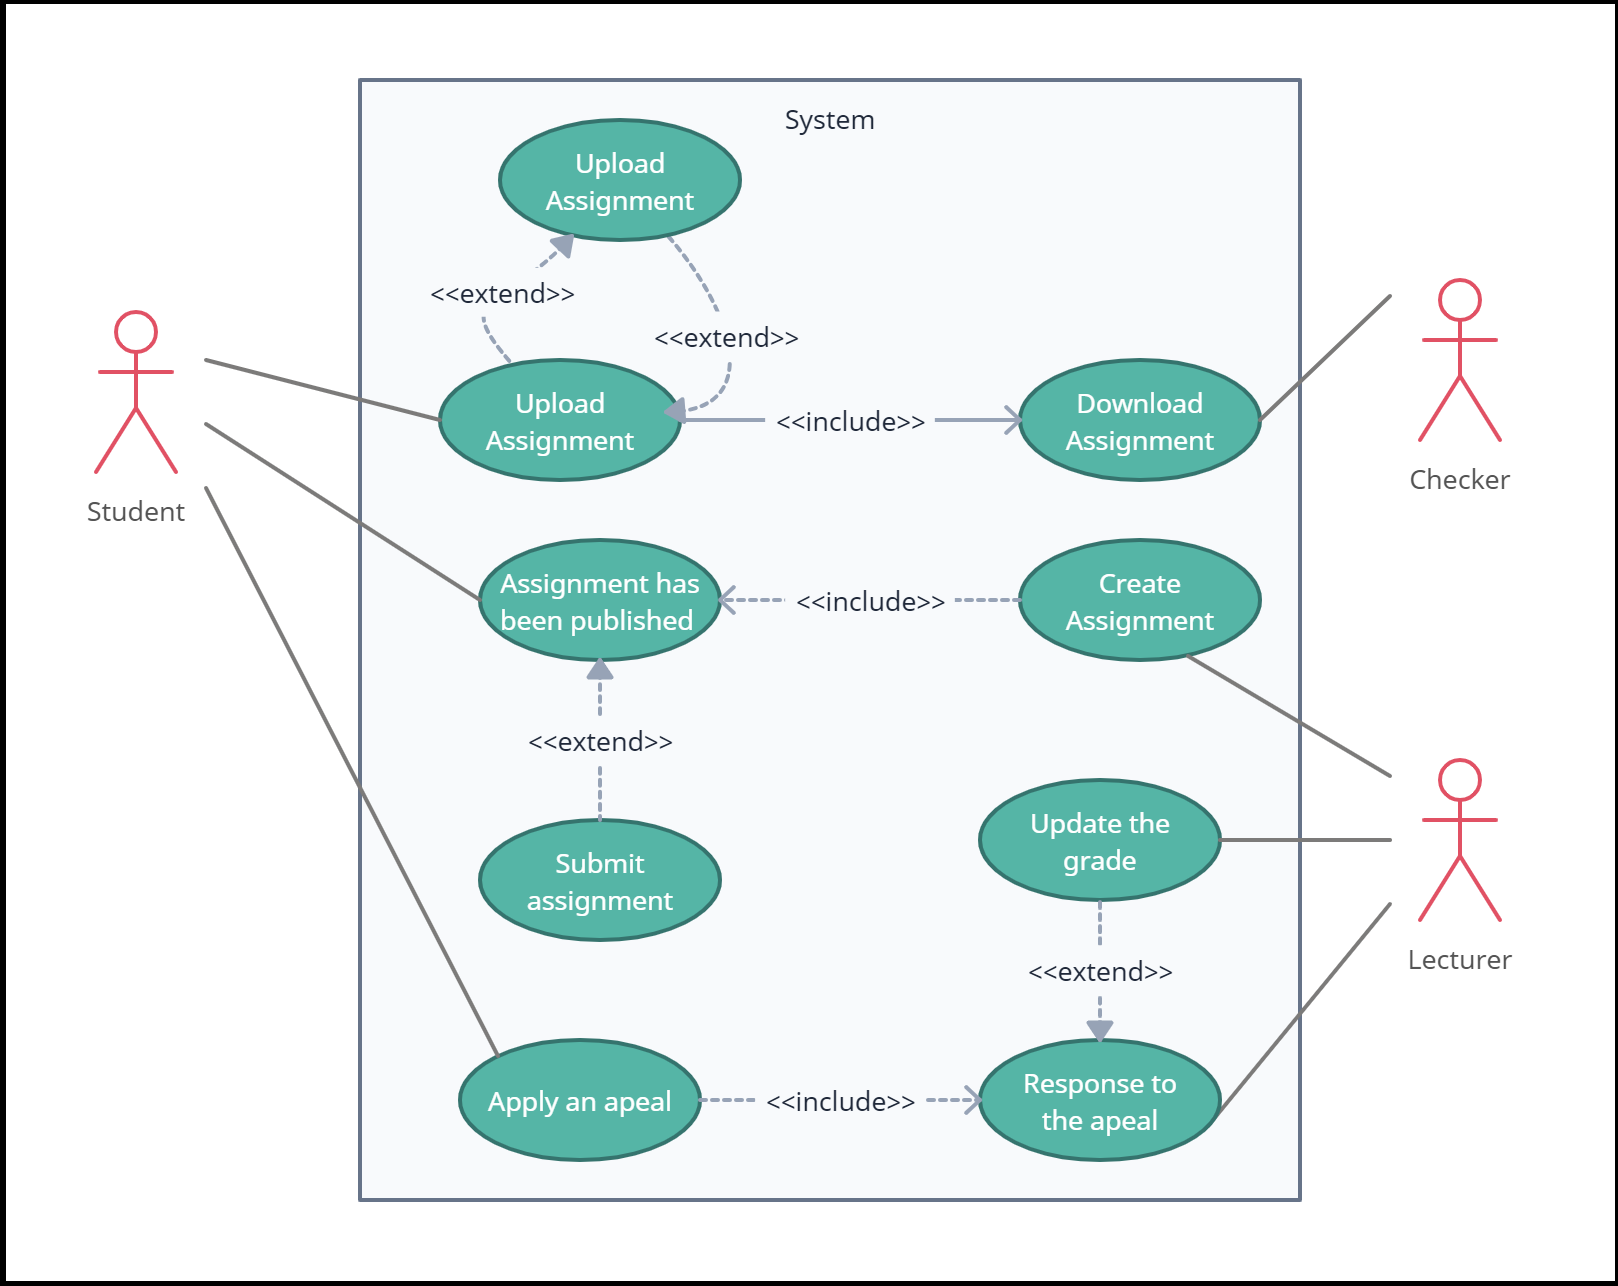 System
Upload
Assignment
<<extend>>
<<extend>>
Upload
Assignment
<<include>>
Download
Assignment
Student
Checker
Assignment has
been published
<<include>>
Create
Assignment
<<extend>>
Update the
grade
Submit
assignment
Lecturer
<<extend>>
Apply an apeal
<<include>>
Response to
the apeal